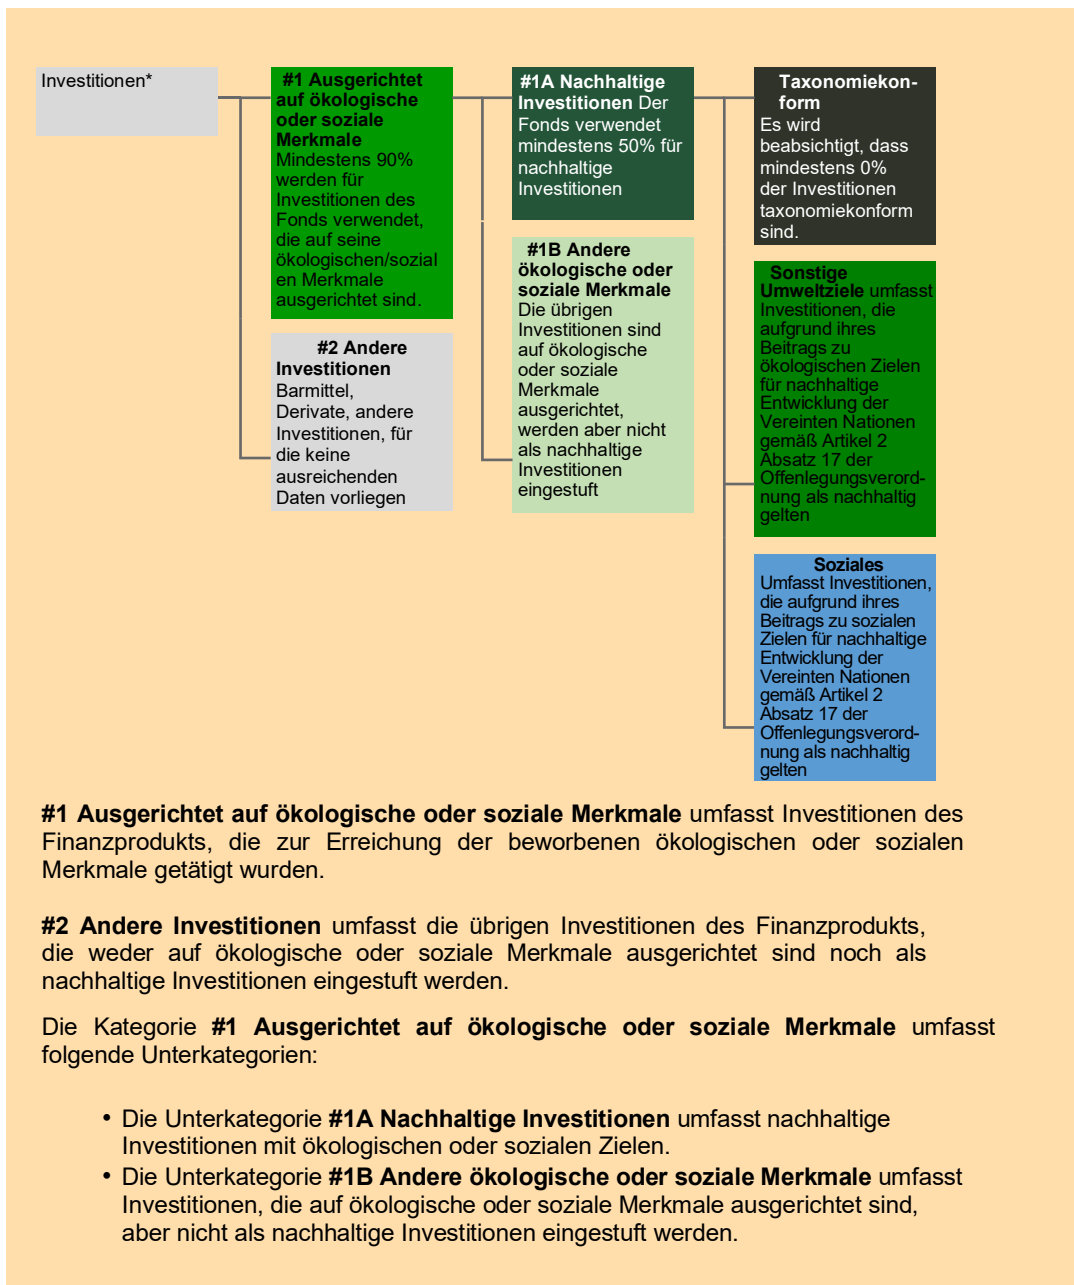 Investitionen*
#1 Ausgerichtet
auf ökologische
oder soziale
Merkmale
Mindestens 90%
werden für
Investitionen des
Fonds verwendet,
die auf seine
ökologischen/sozial
en Merkmale
ausgerichtet sind.
#2 Andere
Investitionen
Barmittel,
Derivate, andere
Investitionen, für
die keine
ausreichenden
Daten vorliegen
#1A Nachhaltige
Investitionen Der
Fonds verwendet
mindestens 50% für
nachhaltige
Investitionen
#1B Andere
ökologische oder
soziale Merkmale
Die übrigen
Investitionen sind
auf ökologische
oder soziale
Merkmale
ausgerichtet,
werden aber nicht
als nachhaltige
Investitionen
eingestuft
Taxonomiekon-
form
Es wird
beabsichtigt, dass
mindestens 0%
der Investitionen
taxonomiekonform
sind.
Sonstige
Umweltziele umfasst
Investitionen, die
aufgrund ihres
Beitrags zu
ökologischen Zielen
für nachhaltige
Entwicklung der
Vereinten Nationen
gemäß Artikel 2
Absatz 17 der
Offenlegungsverord-
nung als nachhaltig
gelten
Soziales
Umfasst Investitionen,
die aufgrund ihres
Beitrags zu sozialen
Zielen für nachhaltige
Entwicklung der
Vereinten Nationen
gemäß Artikel 2
Absatz 17 der
Offenlegungsverord-
nung als nachhaltig
gelten
#1 Ausgerichtet auf ökologische oder soziale Merkmale umfasst Investitionen des
Finanzprodukts, die zur Erreichung der beworbenen ökologischen oder sozialen
Merkmale getätigt wurden.
#2 Andere Investitionen umfasst die übrigen Investitionen des Finanzprodukts,
die weder auf ökologische oder soziale Merkmale ausgerichtet sind noch als
nachhaltige Investitionen eingestuft werden.
Die Kategorie #1 Ausgerichtet auf ökologische oder soziale Merkmale umfasst
folgende Unterkategorien:
• Die Unterkategorie #1A Nachhaltige Investitionen umfasst nachhaltige
Investitionen mit ökologischen oder sozialen Zielen.
• Die Unterkategorie #1B Andere ökologische oder soziale Merkmale umfasst
Investitionen, die auf ökologische oder soziale Merkmale ausgerichtet sind,
aber nicht als nachhaltige Investitionen eingestuft werden.